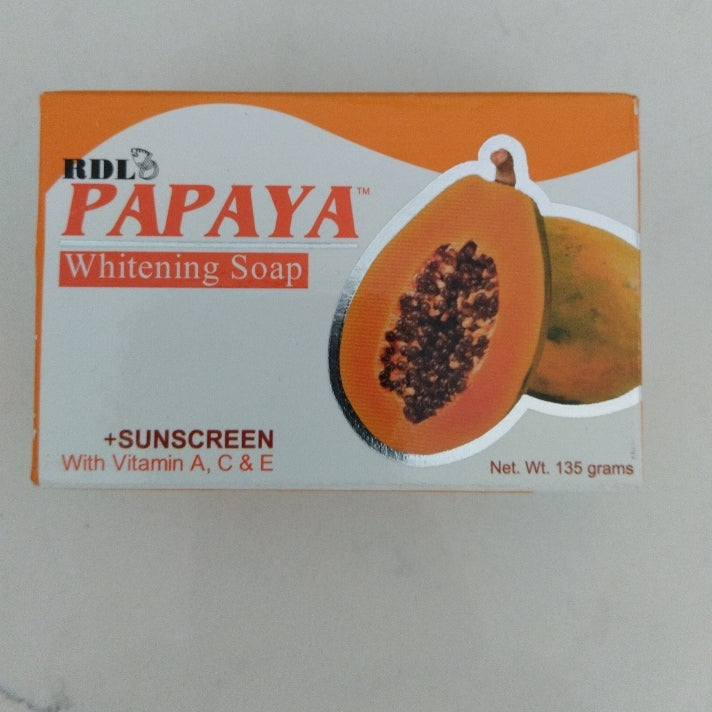 RDL
PAPAYA™
Whitening Soap
+SUNSCREEN
With Vitamin A, C & E
Net. Wt. 135 grams